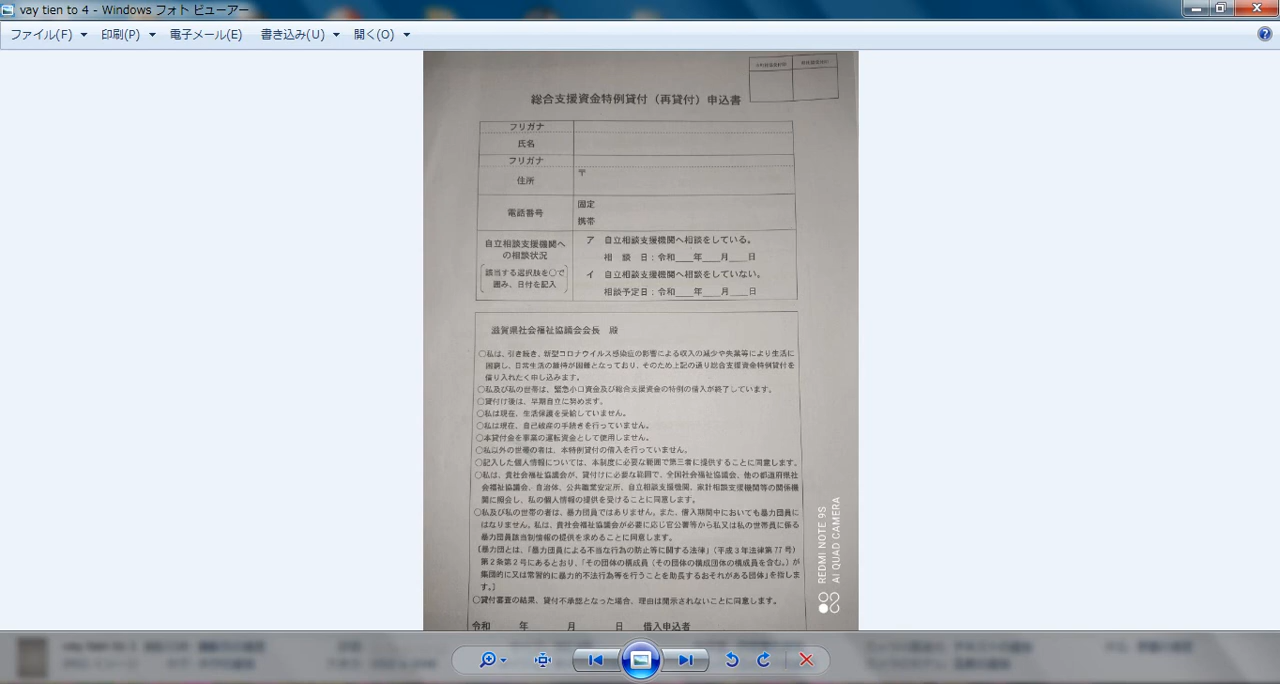 vay tien to 4 - Windows フォト ビューアー
ファイル(F) 印刷(P) 電子メール(E) 書き込み(U) 開く(O)
総合支援資金特例貸付（再貸付）申込書
フリガナ
氏名
フリガナ
住所
〒
電話番号
固定
携帯
自立相談支援機関へ
の相談状況
該当する選択肢を〇で
囲み、日付を記入
ア 自立相談支援機関へ相談をしている。
相 談 日：令和___年___月___日
イ 自立相談支援機関へ相談をしていない。
相談予定日：令和___年___月___日
滋賀県社会福祉協議会会長 殿
〇私は、引き続き、新型コロナウイルス感染症の影響による収入の減少や失業等により生活に
困窮し、日常生活の維持が困難となっており、そのため上記の通り総合支援資金特例貸付を
借り入れたく申し込みます。
〇私及び私の世帯は、緊急小口資金及び総合支援資金の特例の借入が終了しています。
〇貸付け後は、早期自立に努めます。
〇私は現在、生活保護を受給していません。
〇私は現在、自己破産の手続きを行っていません。
〇本貸付金を事業の運転資金として使用しません。
〇私以外の世帯の者は、本特例貸付の借入を行っていません。
〇記入した個人情報については、本制度に必要な範囲で第三者に提供することに同意します。
〇私は、貴社会福祉協議会が、貸付けに必要な範囲で、全国社会福祉協議会、他の都道府県社
会福祉協議会、自治体、公共職業安定所、自立相談支援機関、家計相談支援機関等の関係機
関に照会し、私の個人情報の提供を受けることに同意します。
〇私及び私の世帯の者は、暴力団員ではありません。また、借入期間中においても暴力団員に
はなりません。私は、貴社会福祉協議会が必要に応じ官公署等から私又は私の世帯員に係る
暴力団員該当制情報の提供を求めることに同意します。
〔暴力団とは、「暴力団員による不当な行為の防止等に関する法律」（平成３年法律第77号）
第２条第２号にあるとおり、「その団体の構成員（その団体の構成団体の構成員を含む。）が
集団的に又は常習的に暴力的不法行為等を行うことを助長するおそれがある団体」を指しま
す。〕
〇貸付審査の結果、貸付不承認となった場合、理由は開示されないことに同意します。
令和 年 月 日 借入申込者
REDMI NOTE 9S
AI QUAD CAMERA